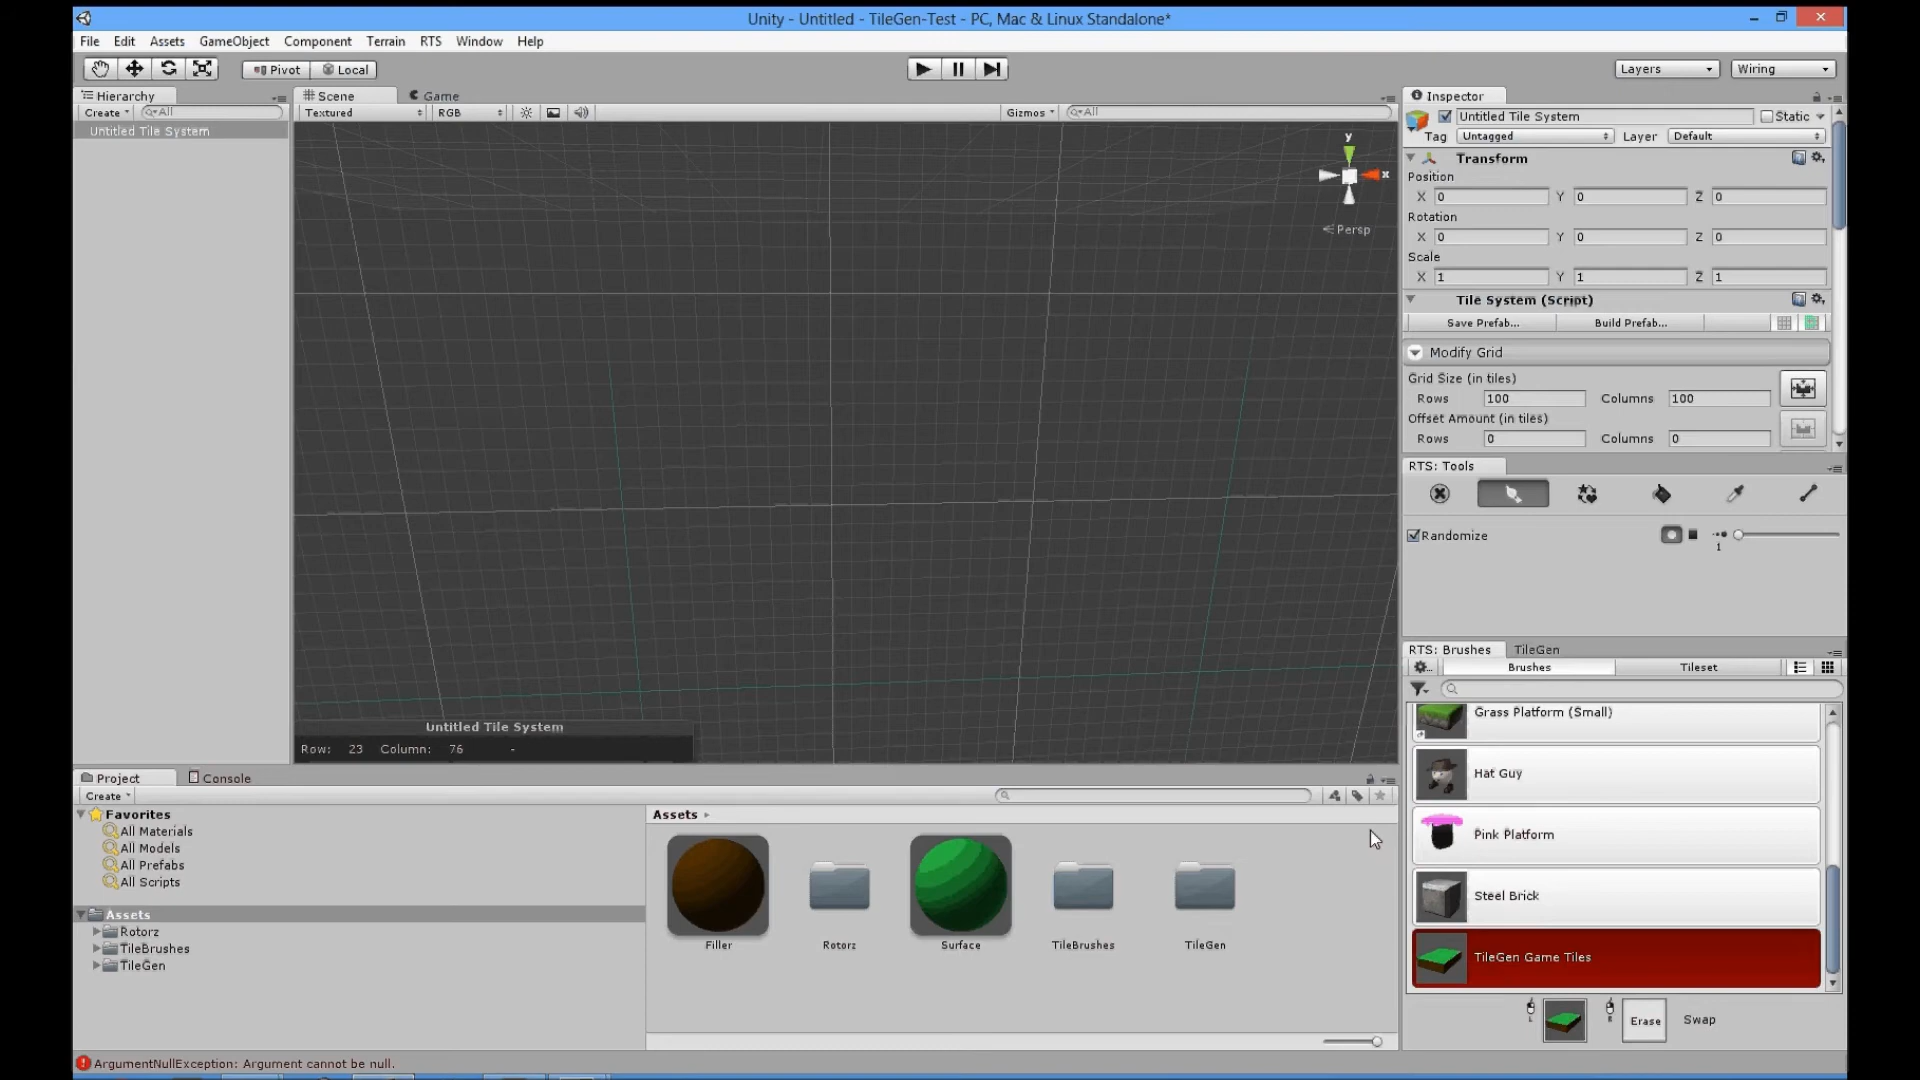 Unity - Untitled - TileGen-Test - PC, Mac & Linux Standalone*
File Edit Assets GameObject Component Terrain RTS Window Help
Pivot Local Layers Wiring
Hierarchy
Create All
Untitled Tile System
Scene Game
Textured RGB Gizmos All
y
x
Persp
Untitled Tile System
Row: 23 Column: 76 -
Inspector
Untitled Tile System Static
Tag Untagged Layer Default
Transform
Position
X 0 Y 0 Z 0
Rotation
X 0 Y 0 Z 0
Scale
X 1 Y 1 Z 1
Tile System (Script)
Save Prefab... Build Prefab...
Modify Grid
Grid Size (in tiles)
Rows 100 Columns 100
Offset Amount (in tiles)
Rows 0 Columns 0
RTS: Tools
Randomize
1
RTS: Brushes TileGen
Brushes Tileset
Grass Platform (Small)
Hat Guy
Pink Platform
Steel Brick
TileGen Game Tiles
L R Erase Swap
Project Console
Create
Favorites
All Materials
All Models
All Prefabs
All Scripts
Assets
Rotorz
TileBrushes
TileGen
Assets
Filler Rotorz Surface TileBrushes TileGen
ArgumentNullException: Argument cannot be null.